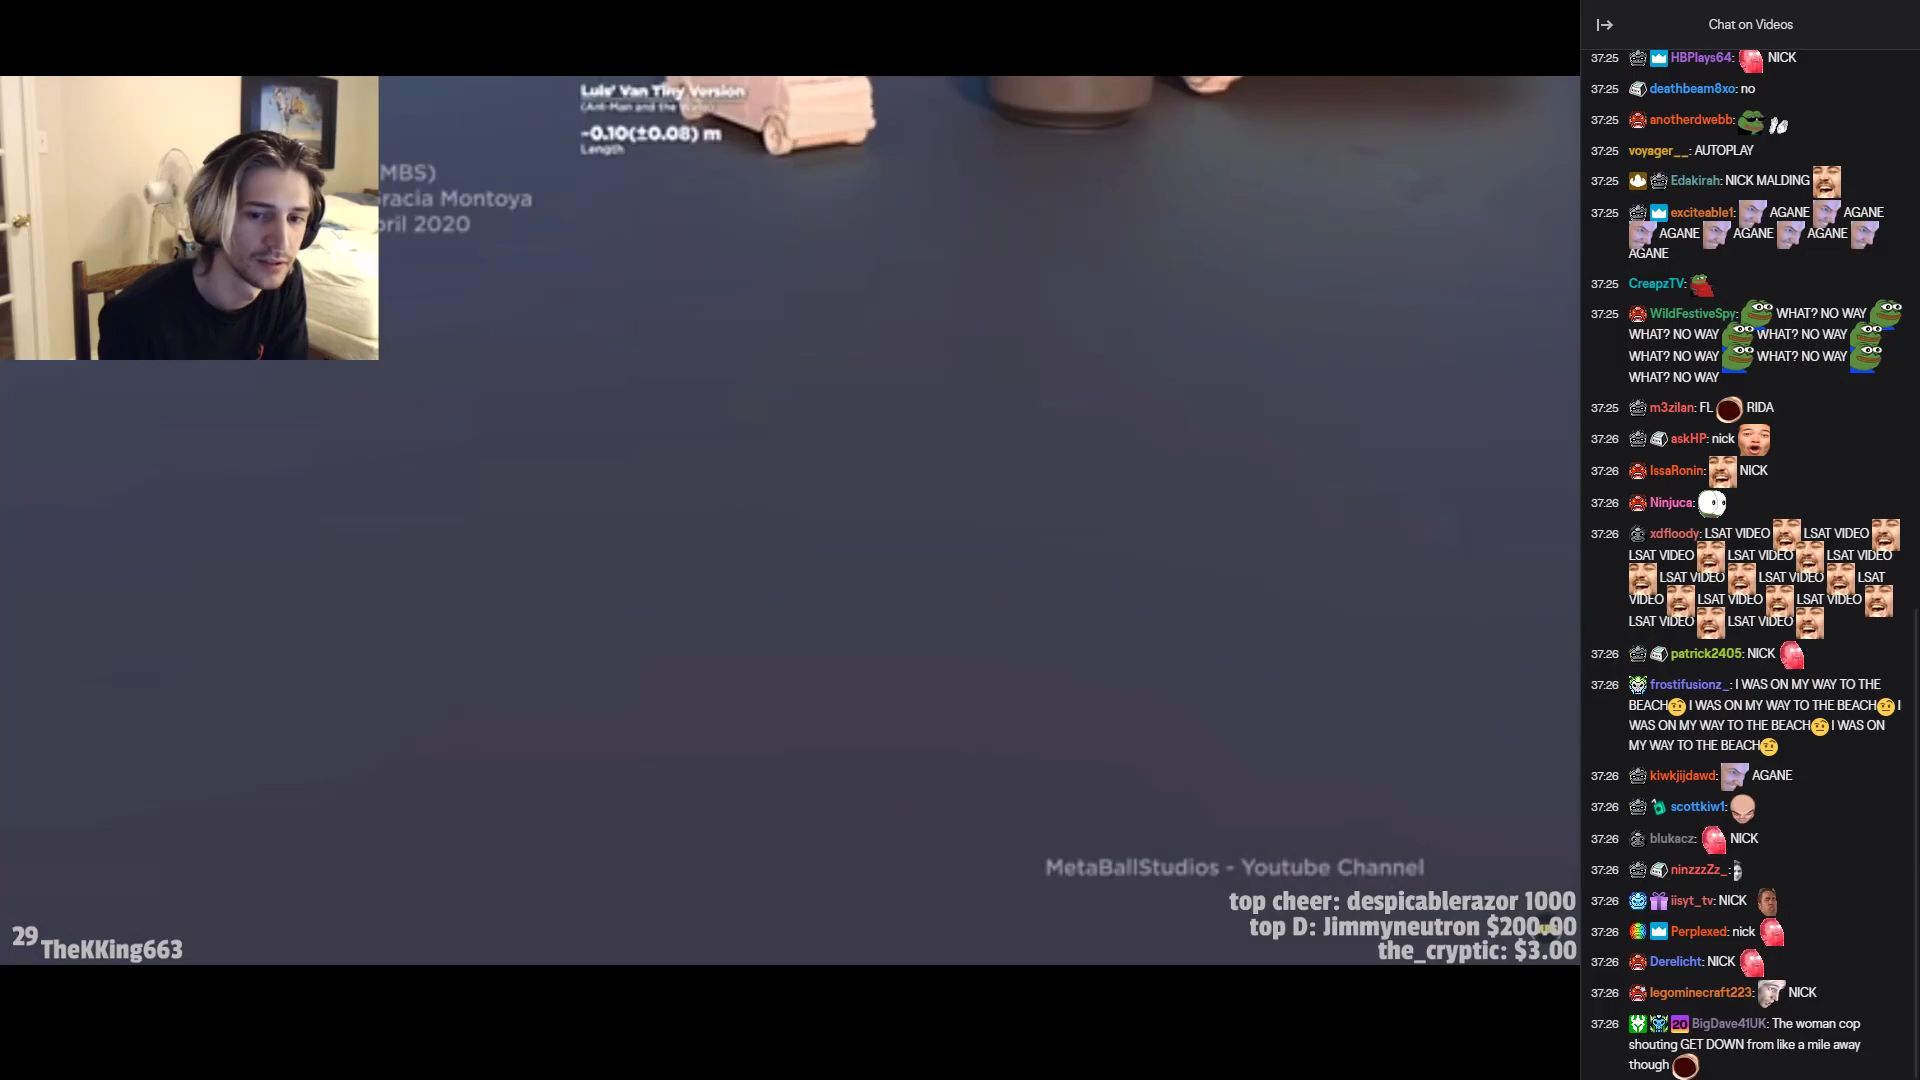 Luis' Van Tiny Version
(Ant-Man and the Wasp)
~0.10(±0.08) m
Length
MBS)
Gracia Montoya
pril 2020
MetaBallStudios - Youtube Channel
top cheer: despicablerazor 1000
top D: Jimmyneutron $200.00
the_cryptic: $3.00
29 TheKKing663
Chat on Videos
37:25 HBPlays64: NICK
37:25 deathbeam8xo: no
37:25 anotherdwebb:
37:25 voyager__: AUTOPLAY
37:25 Edakirah: NICK MALDING
37:25 exciteable1: AGANE AGANE
AGANE AGANE AGANE
AGANE
37:25 CreapzTV:
37:25 WildFestiveSpy: WHAT? NO WAY
WHAT? NO WAY WHAT? NO WAY
WHAT? NO WAY WHAT? NO WAY
WHAT? NO WAY
37:25 m3zilan: FL RIDA
37:26 askHP: nick
37:26 IssaRonin: NICK
37:26 Ninjuca:
37:26 xdfloody: LSAT VIDEO LSAT VIDEO
LSAT VIDEO LSAT VIDEO LSAT VIDEO
LSAT VIDEO LSAT VIDEO LSAT
VIDEO LSAT VIDEO LSAT VIDEO
LSAT VIDEO LSAT VIDEO
37:26 patrick2405: NICK
37:26 frostifusionz_: I WAS ON MY WAY TO THE
BEACH I WAS ON MY WAY TO THE BEACH I
WAS ON MY WAY TO THE BEACH I WAS ON
MY WAY TO THE BEACH
37:26 kiwkjijdawd: AGANE
37:26 scottkiw1:
37:26 blukacz: NICK
37:26 ninzzzZz_:
37:26 iisyt_tv: NICK
37:26 Perplexed: nick
37:26 Derelicht: NICK
37:26 legominecraft223: NICK
37:26 20 BigDave41UK: The woman cop
shouting GET DOWN from like a mile away
though